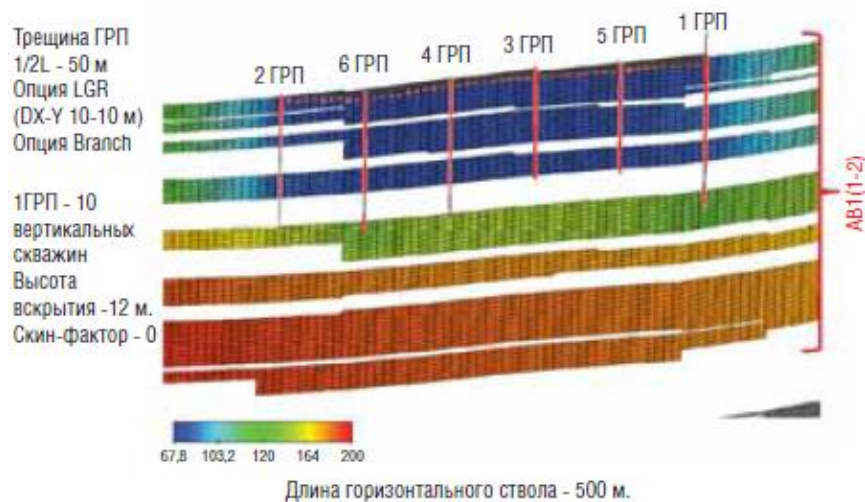 Трещина ГРП
1/2L - 50 м
Опция LGR
(DX-Y 10-10 м)
Опция Branch
1ГРП - 10
вертикальных
скважин
Высота
вскрытия -12 м.
Скин-фактор - 0
2 ГРП
6 ГРП
4 ГРП
3 ГРП
5 ГРП
1 ГРП
АВ1(1-2)
67,8 103,2 120 164 200
Длина горизонтального ствола - 500 м.